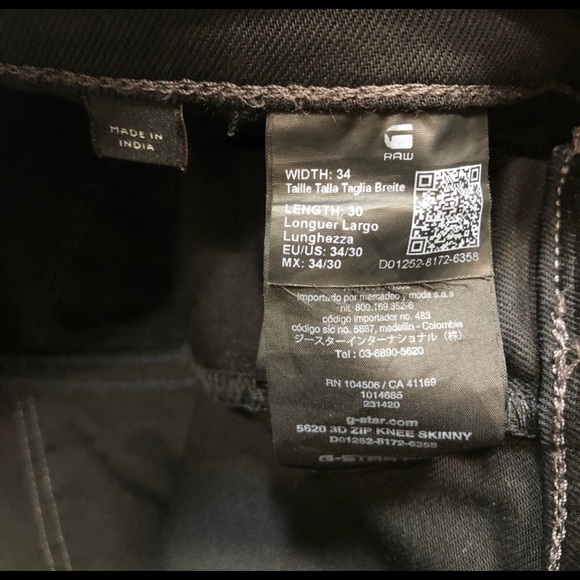 MADE IN
INDIA
RAW
WIDTH: 34
Taille Talla Taglia Breite
LENGTH: 30
Longuer Largo
Lunghezza
EU/US: 34/30
MX: 34/30
D01252-8172-6358
Importado por mercadeo y moda s.a.s
nit. 800.169.352-6
código importador no. 483
código sic no. 5887, medellin - Colombia
ジースターインターナショナル（株）
Tel : 03-6890-5620
RN 104506 / CA 41169
1014685
231420
g-star.com
5620 3D ZIP KNEE SKINNY
D01252-8172-6358
G-STAR